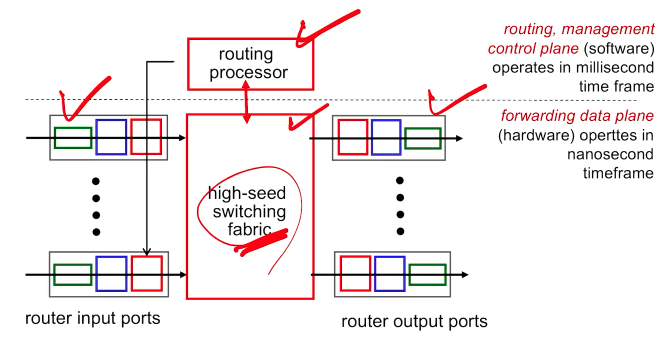 routing, management
control plane (software)
operates in millisecond
time frame
routing
processor
forwarding data plane
(hardware) operttes in
nanosecond
timeframe
high-seed
switching
fabric
router input ports
router output ports